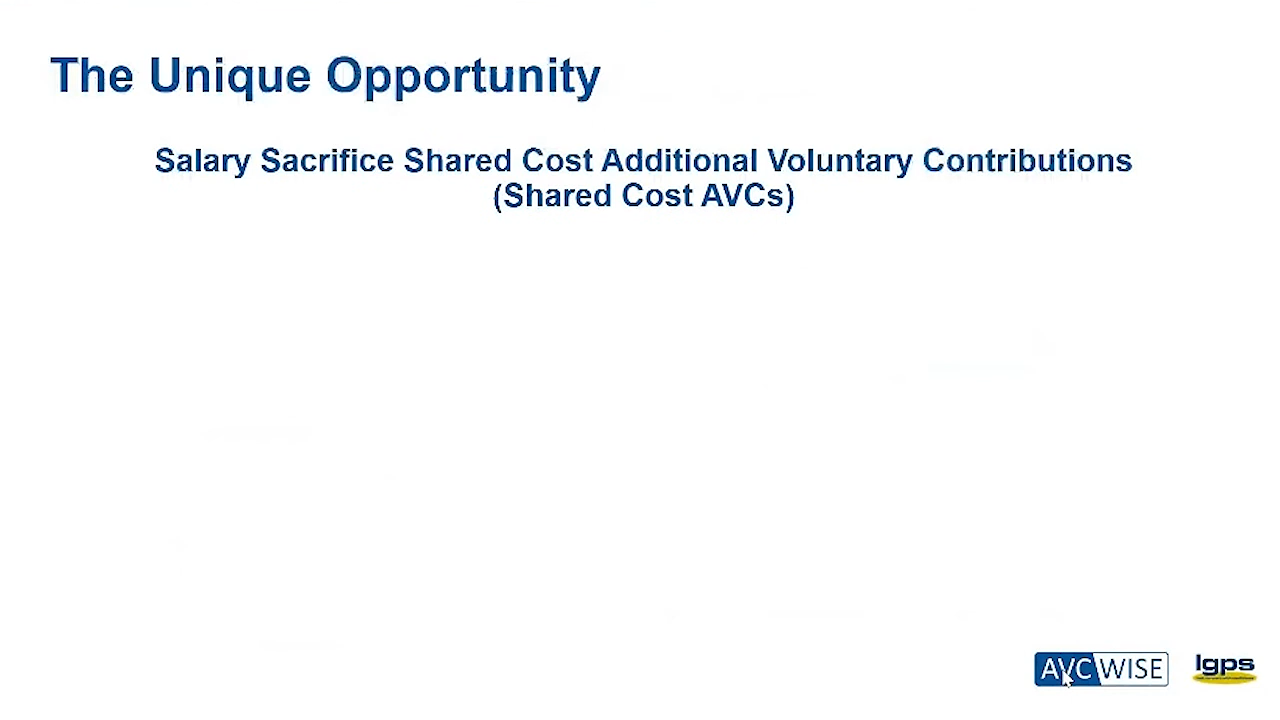 The Unique Opportunity
Salary Sacrifice Shared Cost Additional Voluntary Contributions
(Shared Cost AVCs)
AVC WISE
lgps